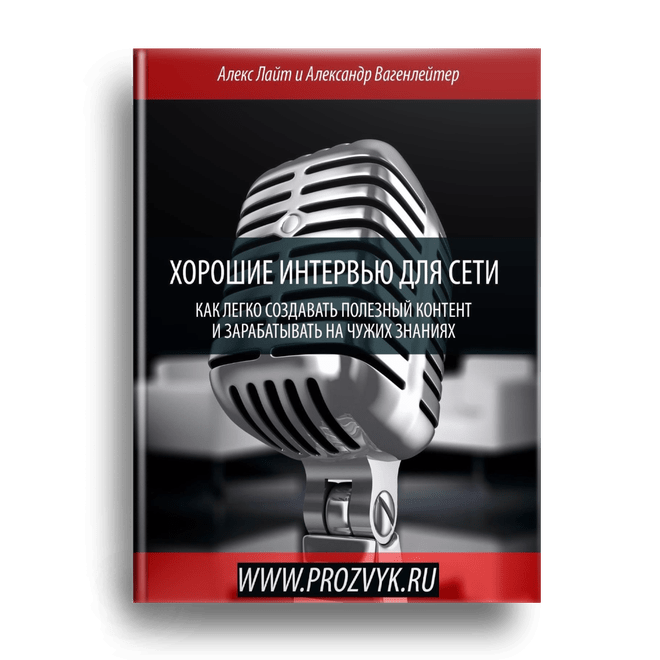 Алекс Лайт и Александр Вагенлейтер
ХОРОШИЕ ИНТЕРВЬЮ ДЛЯ СЕТИ
КАК ЛЕГКО СОЗДАВАТЬ ПОЛЕЗНЫЙ КОНТЕНТ
И ЗАРАБАТЫВАТЬ НА ЧУЖИХ ЗНАНИЯХ
WWW.PROZVYK.RU